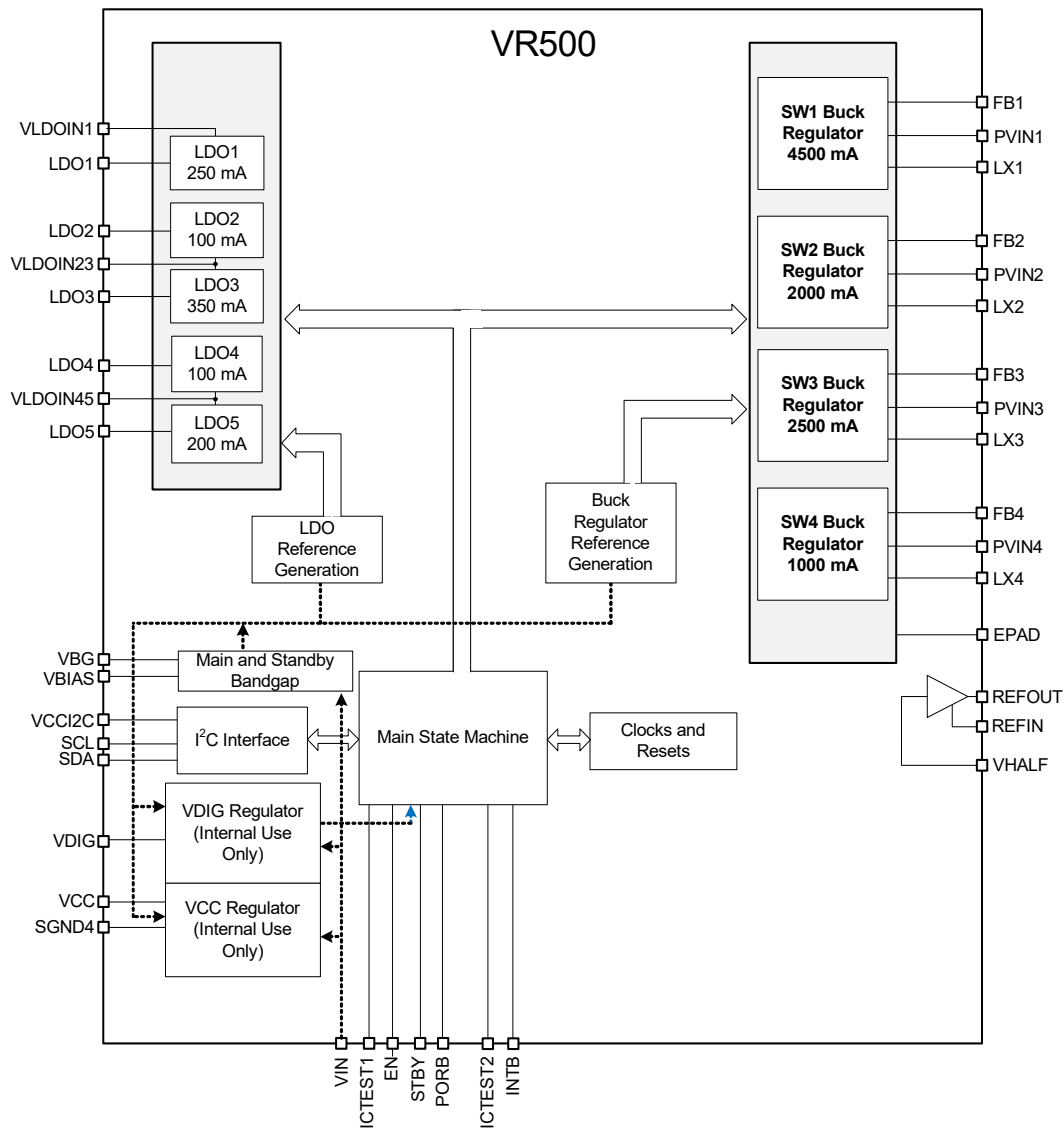 VR500
VLDOIN1
LDO1
LDO2
VLDOIN23
LDO3
LDO4
VLDOIN45
LDO5
LDO1
250 mA
LDO2
100 mA
LDO3
350 mA
LDO4
100 mA
LDO5
200 mA
SW1 Buck
Regulator
4500 mA
SW2 Buck
Regulator
2000 mA
SW3 Buck
Regulator
2500 mA
SW4 Buck
Regulator
1000 mA
FB1
PVIN1
LX1
FB2
PVIN2
LX2
FB3
PVIN3
LX3
FB4
PVIN4
LX4
EPAD
REFOUT
REFIN
VHALF
LDO
Reference
Generation
Buck
Regulator
Reference
Generation
VBG
VBIAS
VCCI2C
SCL
SDA
VDIG
VCC
SGND4
Main and Standby
Bandgap
I²C Interface
Main State Machine
Clocks and
Resets
VDIG Regulator
(Internal Use
Only)
VCC Regulator
(Internal Use
Only)
VIN
ICTEST1
EN
STBY
PORB
ICTEST2
INTB